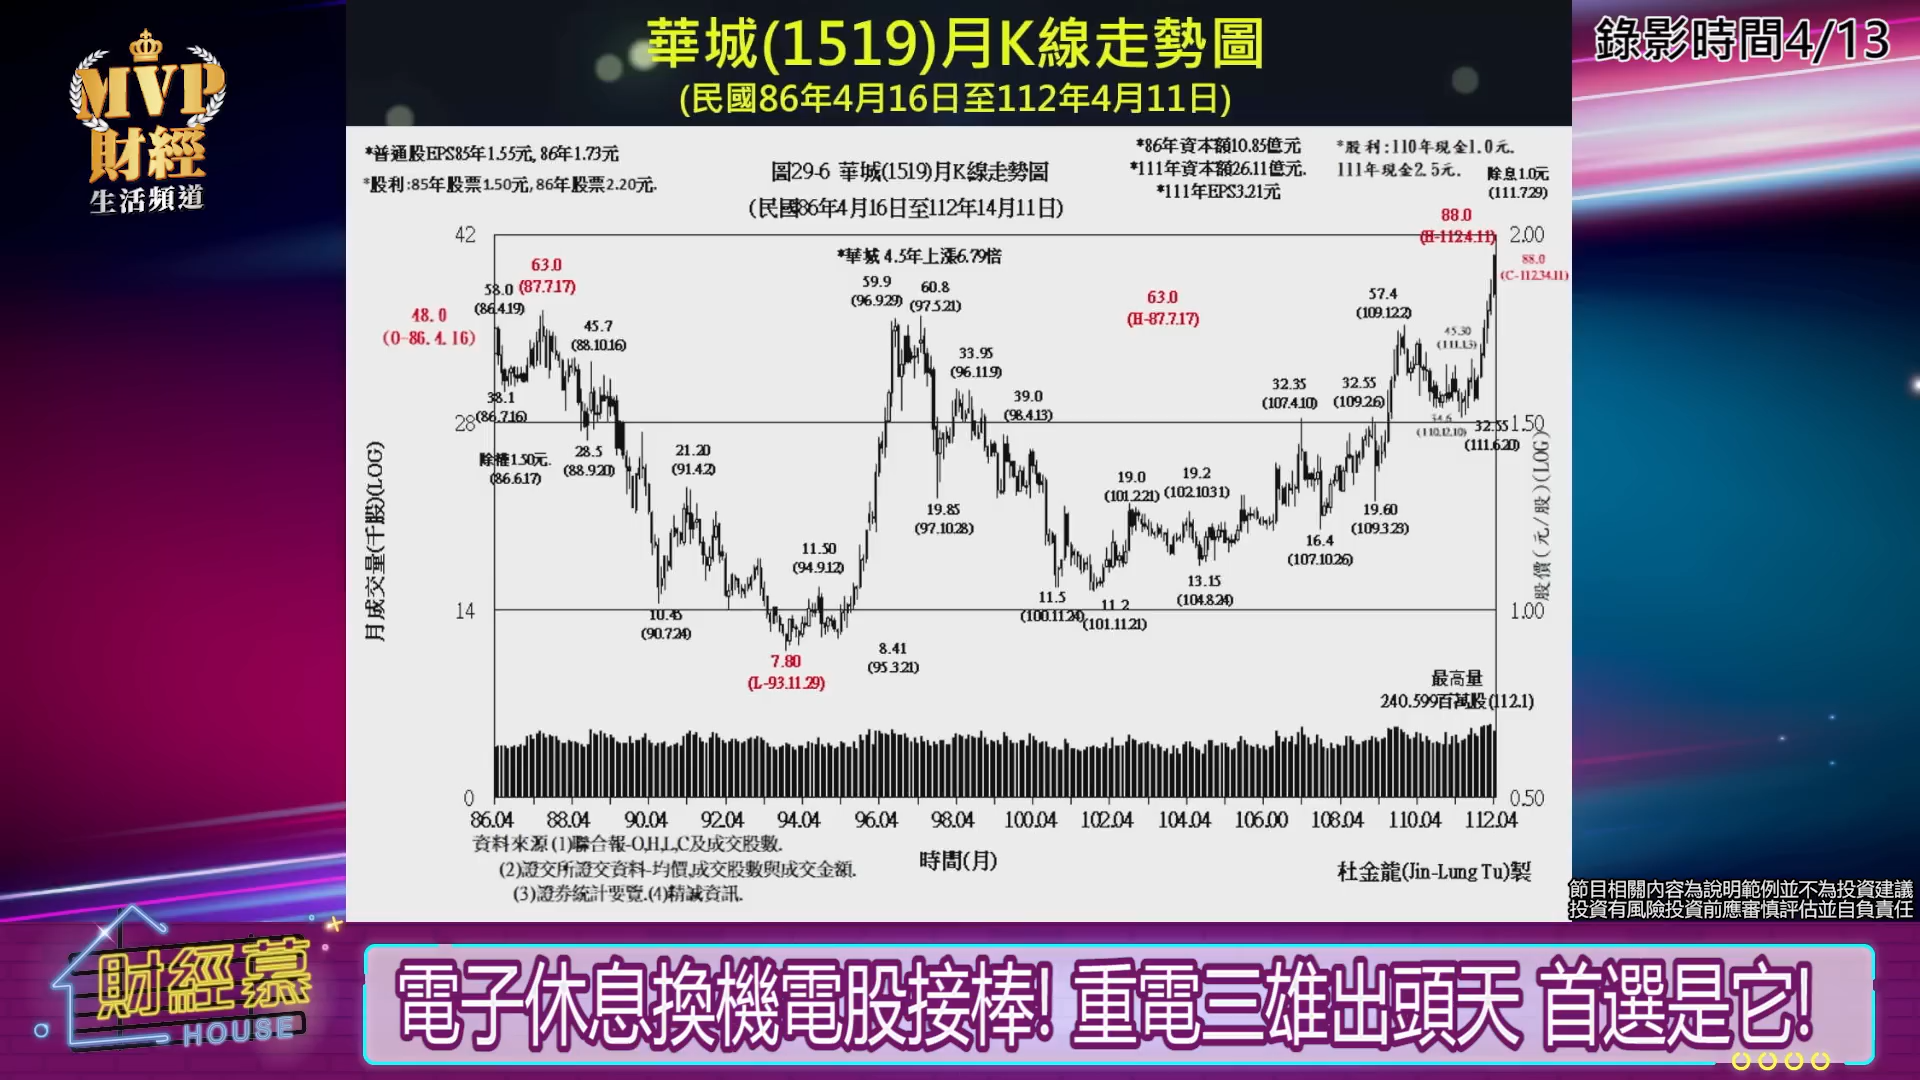 MVP
財經
生活頻道
華城(1519)月K線走勢圖
(民國86年4月16日至112年4月11日)
錄影時間4/13
*普通股EPS85年1.55元, 86年1.73元
*股利:85年股票1.50元, 86年股票2.20元.
圖29-6 華城(1519)月K線走勢圖
(民國86年4月16日至112年14月11日)
*86年資本額10.85億元
*111年資本額26.11億元.
*111年EPS3.21元
*股利:110年現金1.0元.
111年現金2.5元.
除息1.0元
(111.7.29)
88.0
(H-112.4.11)
88.0
(C-112.34.11)
42
28
14
0
2.00
1.50
1.00
0.50
*華城 4.5年上漲6.79倍
48.0
(O-86.4.16)
58.0
(86.4.19)
63.0
(87.7.17)
38.1
(86.7.16)
除權1.50元.
(86.6.17)
45.7
(88.10.16)
28.5
(88.9.20)
21.20
(91.4.2)
10.45
(90.7.24)
11.50
(94.9.12)
7.80
(L-93.11.29)
8.41
(95.3.21)
59.9
(96.9.29)
60.8
(97.5.21)
33.95
(96.11.9)
19.85
(97.10.28)
39.0
(98.4.13)
63.0
(H-87.7.17)
11.5
(100.11.24)
11.2
(101.11.21)
19.0
(101.2.21)
19.2
(102.10.31)
13.15
(104.8.24)
32.35
(107.4.10)
16.4
(107.10.26)
32.55
(109.2.6)
19.60
(109.3.23)
57.4
(109.12.2)
45.30
(111.1.3)
34.6
(110.12.10)
32.55
(111.6.20)
最高量
240.599百萬股(112.1)
月成交量(千股)(LOG)
股價(元/股)(LOG)
86.04 88.04 90.04 92.04 94.04 96.04 98.04 100.04 102.04 104.04 106.00 108.04 110.04 112.04
時間(月)
資料來源(1)聯合報-O,H,L,C及成交股數.
(2)證交所證交資料-均價,成交股數與成交金額.
(3)證券統計要覽.(4)精誠資訊.
杜金龍(Jin-Lung Tu)製
節目相關內容為說明範例並不為投資建議
投資有風險投資前應審慎評估並自負責任
財經慕
HOUSE
電子休息換機電股接棒! 重電三雄出頭天 首選是它!